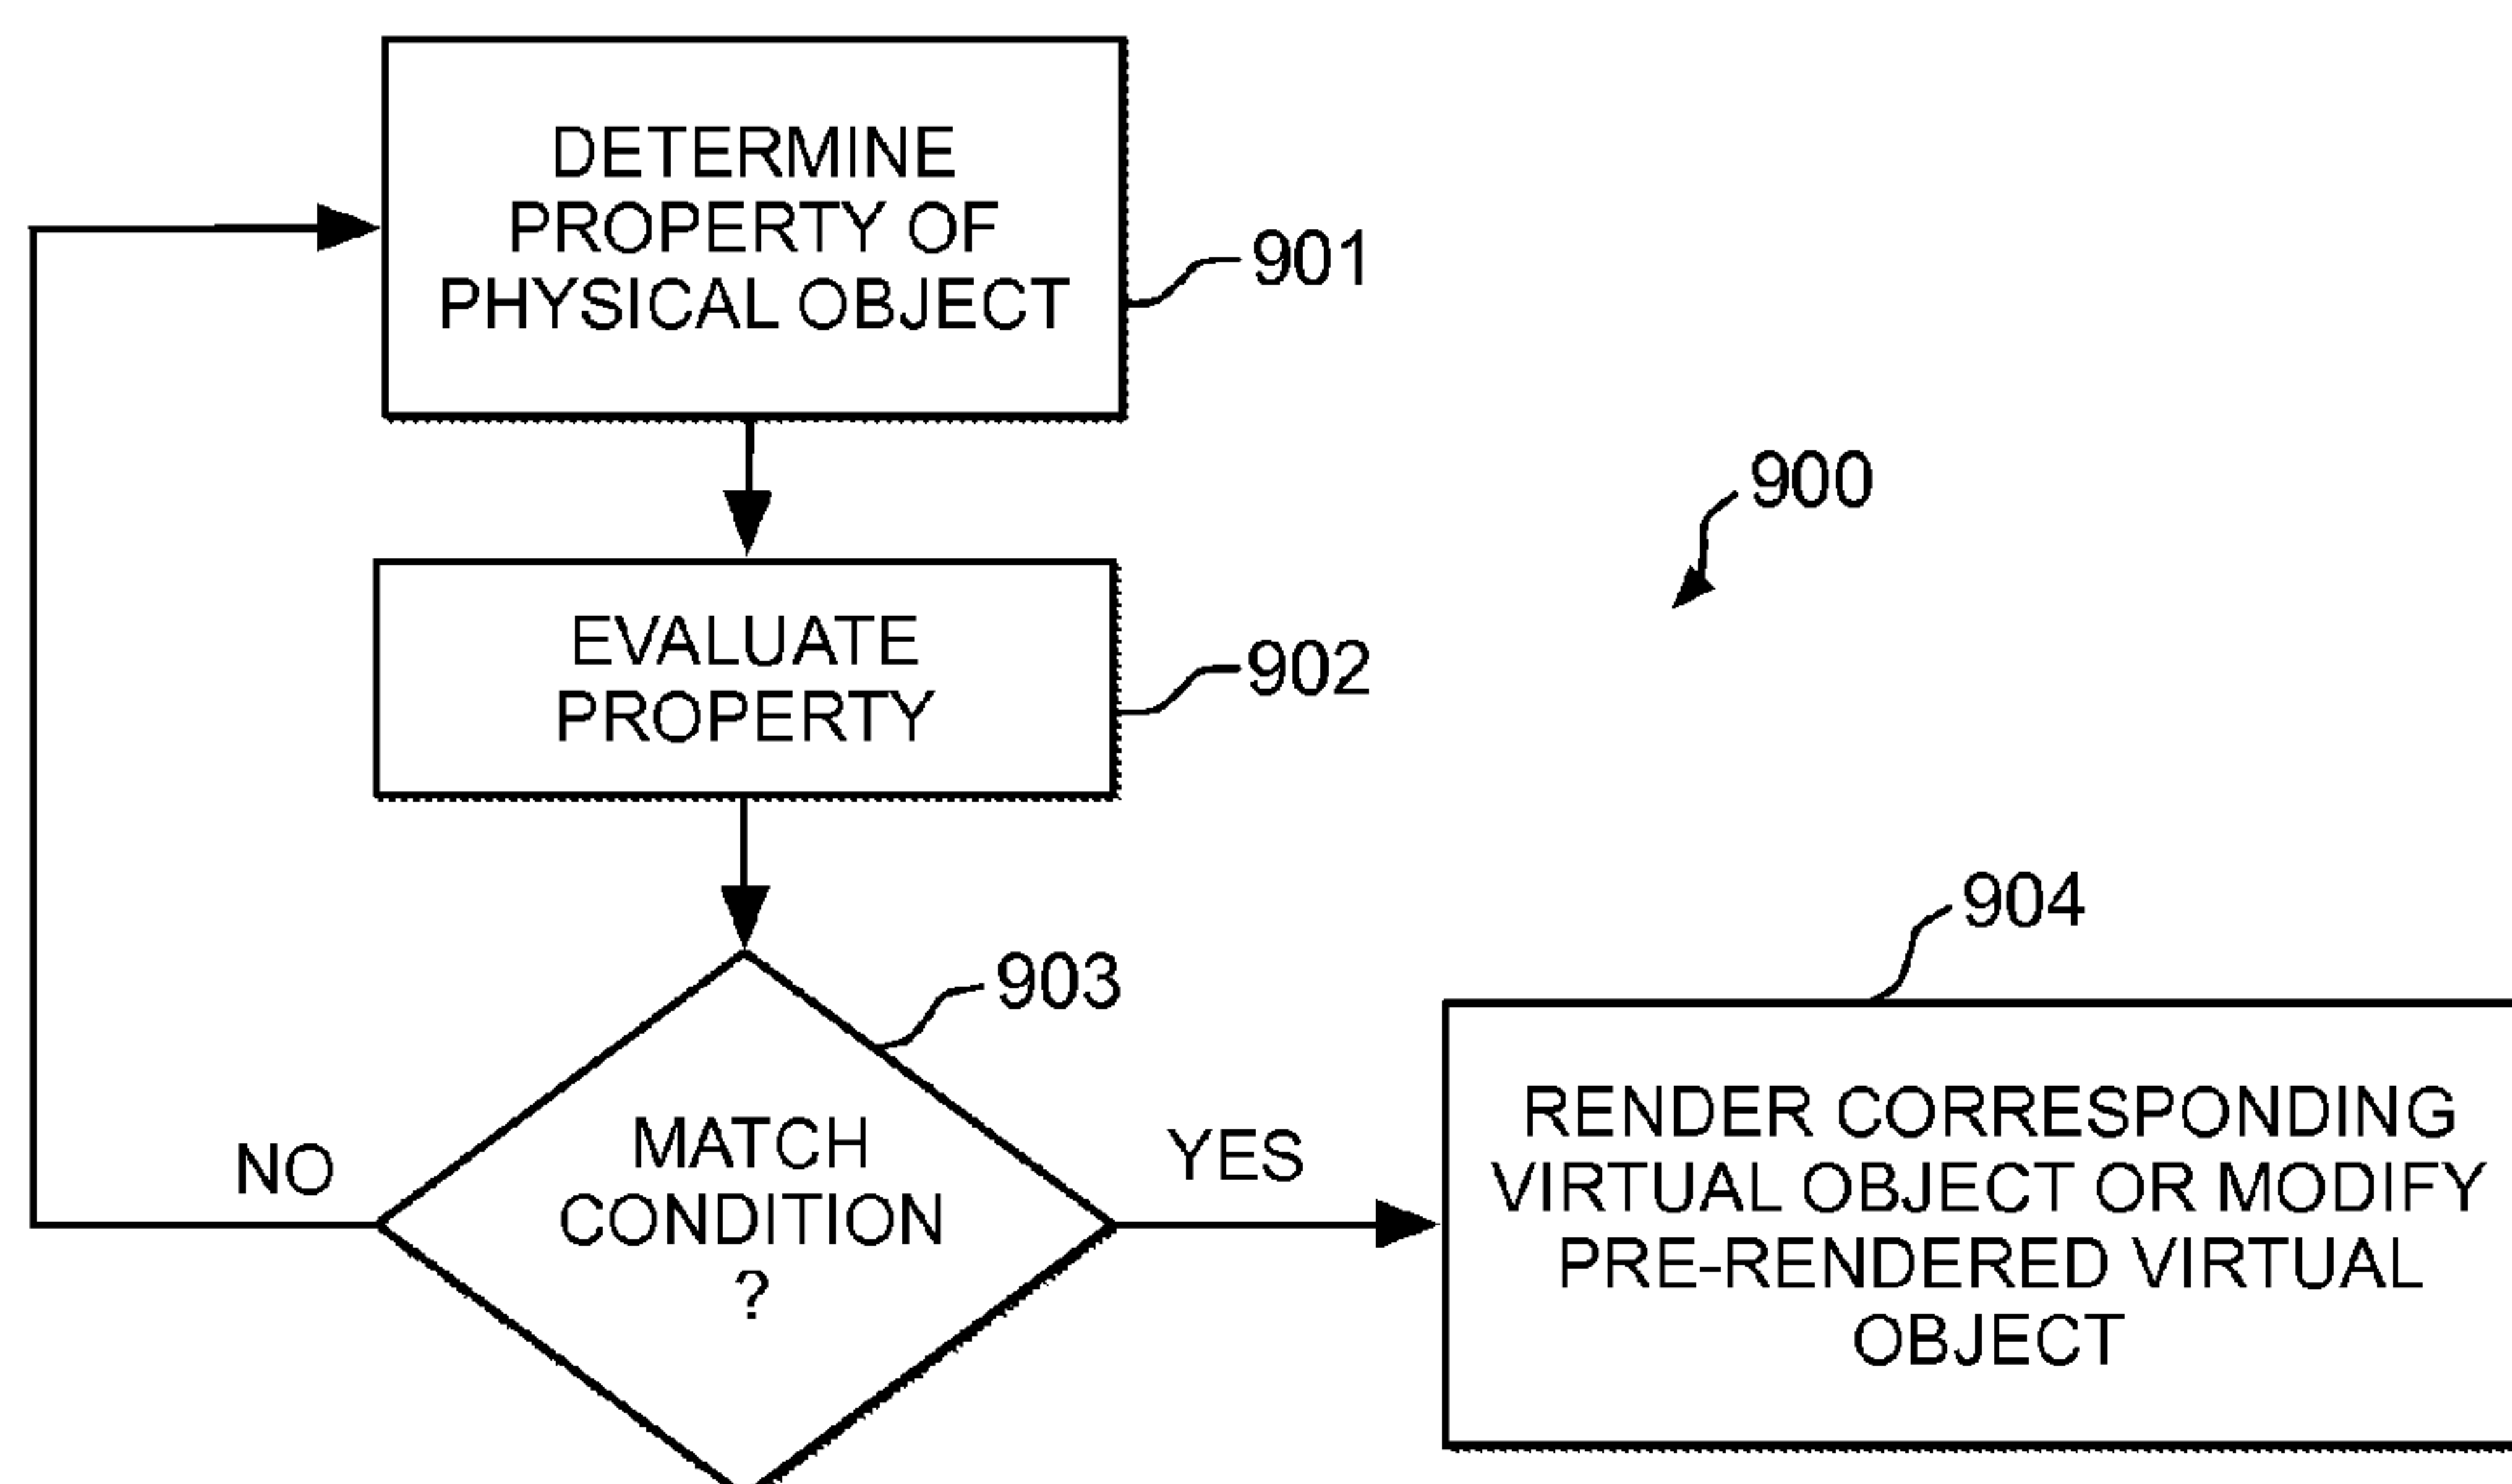 DETERMINE
PROPERTY OF
PHYSICAL OBJECT
901
900
EVALUATE
PROPERTY
902
904
903
MATCH
CONDITION
?
NO
YES
RENDER CORRESPONDING
VIRTUAL OBJECT OR MODIFY
PRE-RENDERED VIRTUAL
OBJECT